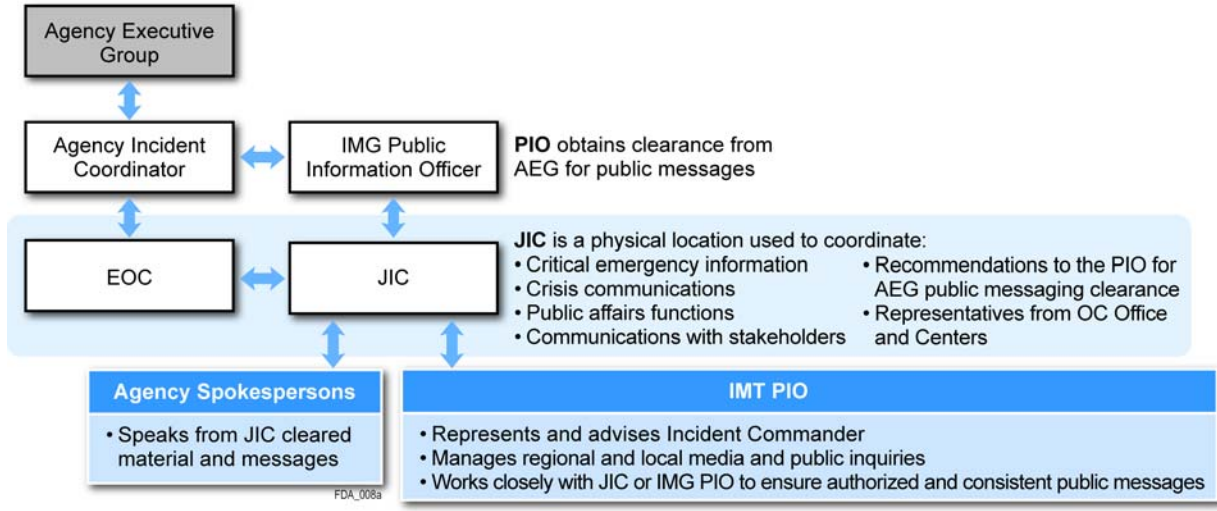 Agency Executive
Group
Agency Incident
Coordinator
IMG Public
Information Officer
PIO obtains clearance from
AEG for public messages
EOC
JIC
JIC is a physical location used to coordinate:
• Critical emergency information
• Crisis communications
• Public affairs functions
• Communications with stakeholders
• Recommendations to the PIO for
AEG public messaging clearance
• Representatives from OC Office
and Centers
Agency Spokespersons
• Speaks from JIC cleared
material and messages
IMT PIO
• Represents and advises Incident Commander
• Manages regional and local media and public inquiries
• Works closely with JIC or IMG PIO to ensure authorized and consistent public messages
FDA_008a